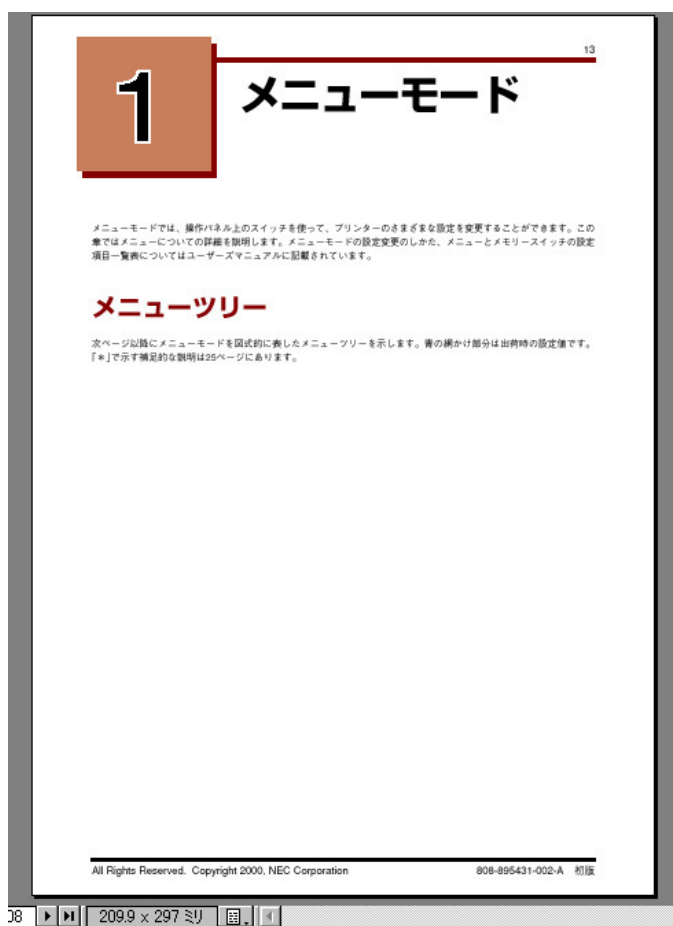 13
1
メニューモード
メニューモードでは、操作パネル上のスイッチを使って、プリンターのさまざまな設定を変更することができます。この
章ではメニューについての詳細を説明します。メニューモードの設定変更のしかた、メニューとメモリースイッチの設定
項目一覧表についてはユーザーズマニュアルに記載されています。
メニューツリー
次ページ以降にメニューモードを図式的に表したメニューツリーを示します。青の網かけ部分は出荷時の設定値です。
「*」で示す補足的な説明は25ページにあります。
All Rights Reserved. Copyright 2000, NEC Corporation
808-895431-002-A 初版
08
209.9 x 297 ミリ